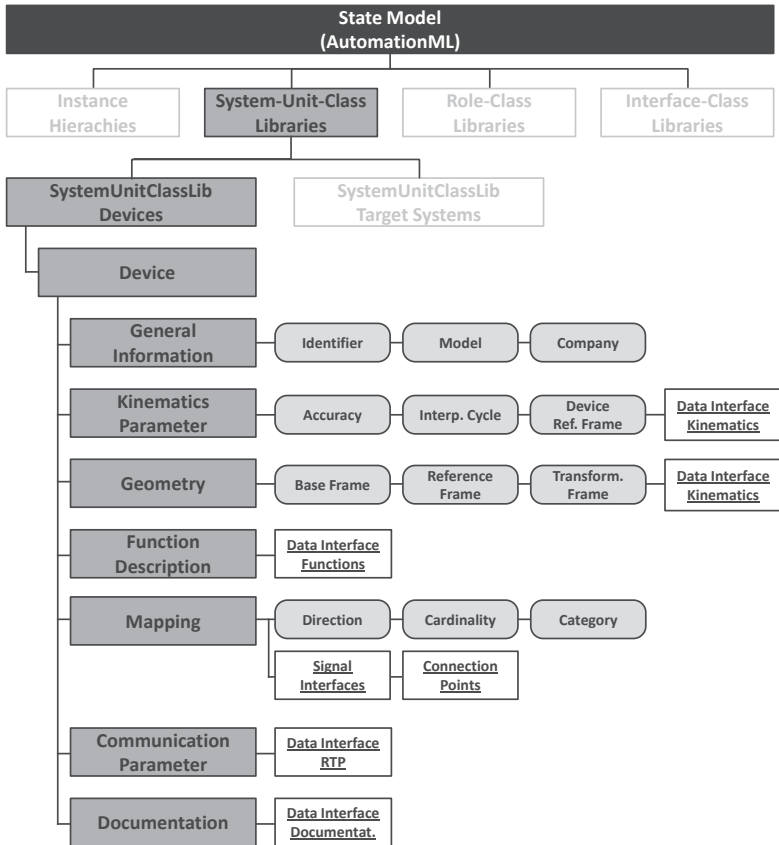 State Model
(AutomationML)
Instance
Hierachies
System-Unit-Class
Libraries
Role-Class
Libraries
Interface-Class
Libraries
SystemUnitClassLib
Devices
SystemUnitClassLib
Target Systems
Device
General
Information
Identifier
Model
Company
Kinematics
Parameter
Accuracy
Interp. Cycle
Device
Ref. Frame
Data Interface
Kinematics
Geometry
Base Frame
Reference
Frame
Transform.
Frame
Data Interface
Kinematics
Function
Description
Data Interface
Functions
Mapping
Direction
Cardinality
Category
Signal
Interfaces
Connection
Points
Communication
Parameter
Data Interface
RTP
Documentation
Data Interface
Documentat.